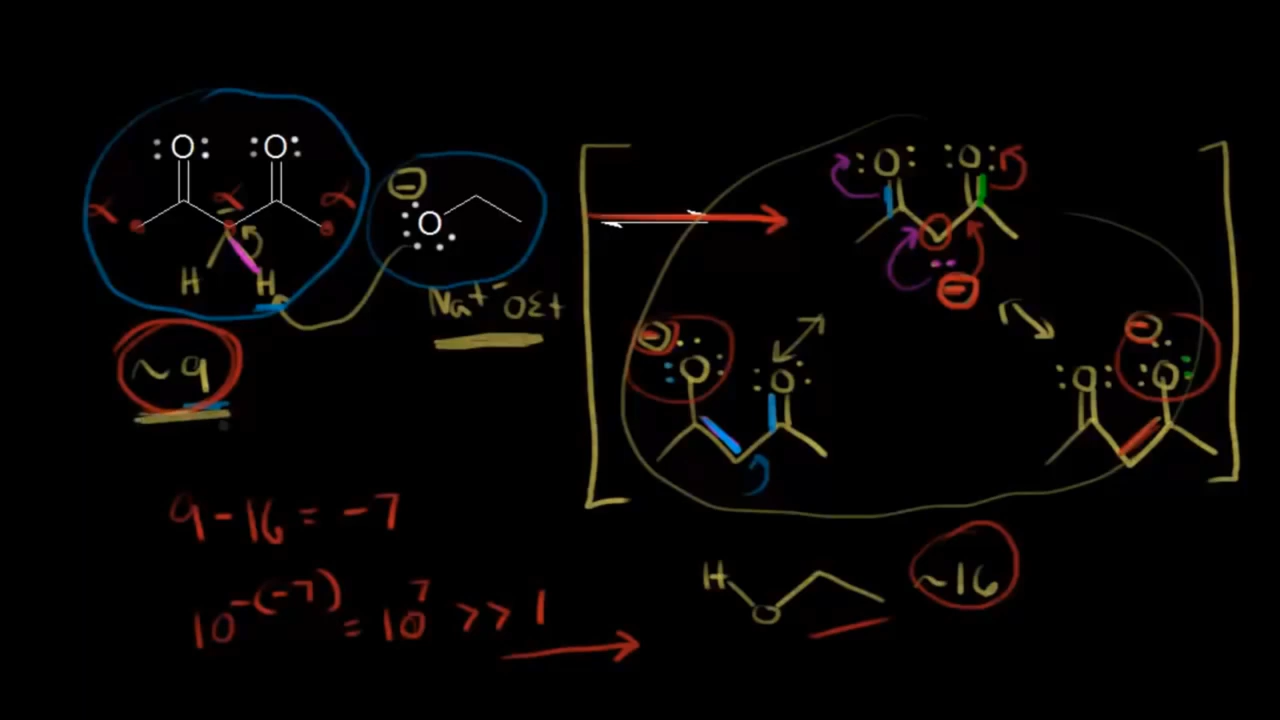 O O O O
α α α
− O
H H
Na⁺ ⁻OEt
− O O − O O
~9
−
9 - 16 = -7
H O ~16
10^-(-7) = 10^7 >> 1